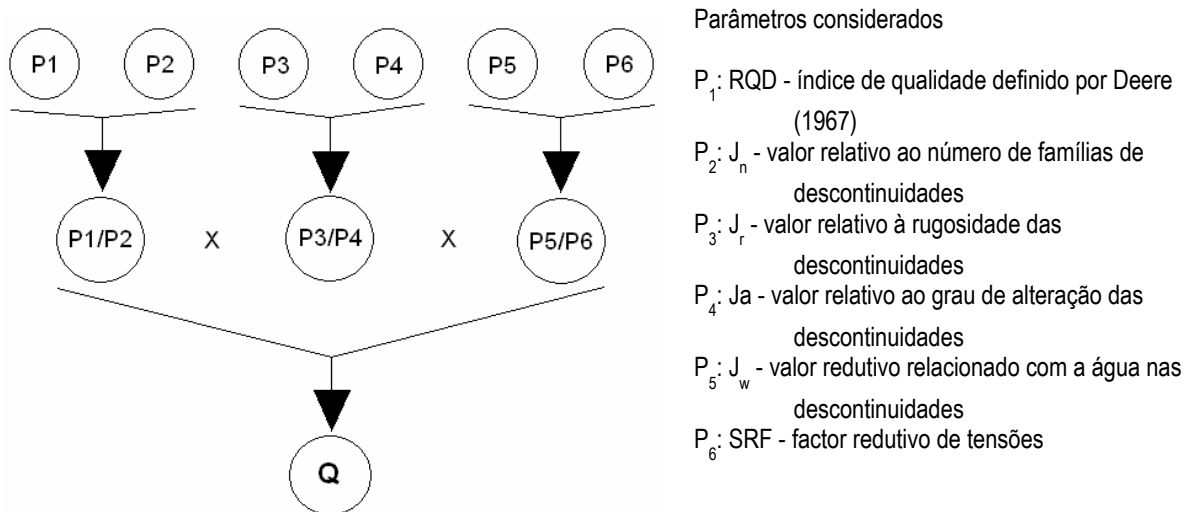 P1 P2 P3 P4 P5 P6
P1/P2 X P3/P4 X P5/P6
Q
Parâmetros considerados
P1: RQD - índice de qualidade definido por Deere
(1967)
P2: Jn - valor relativo ao número de famílias de
descontinuidades
P3: Jr - valor relativo à rugosidade das
descontinuidades
P4: Ja - valor relativo ao grau de alteração das
descontinuidades
P5: Jw - valor redutivo relacionado com a água nas
descontinuidades
P6: SRF - factor redutivo de tensões